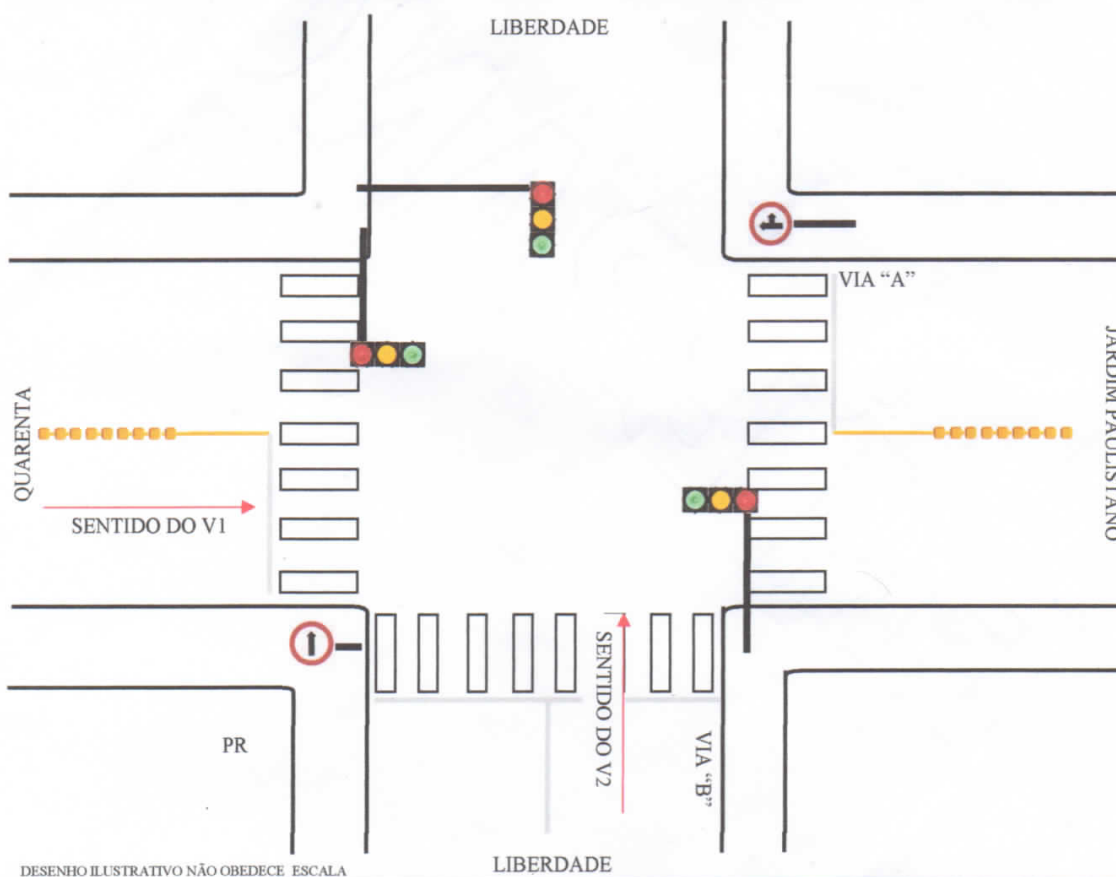 LIBERDADE
VIA “A”
QUARENTA
JARDIM PAULISTANO
SENTIDO DO V1
SENTIDO DO V2
VIA “B”
PR
LIBERDADE
DESENHO ILUSTRATIVO NÃO OBEDECE ESCALA